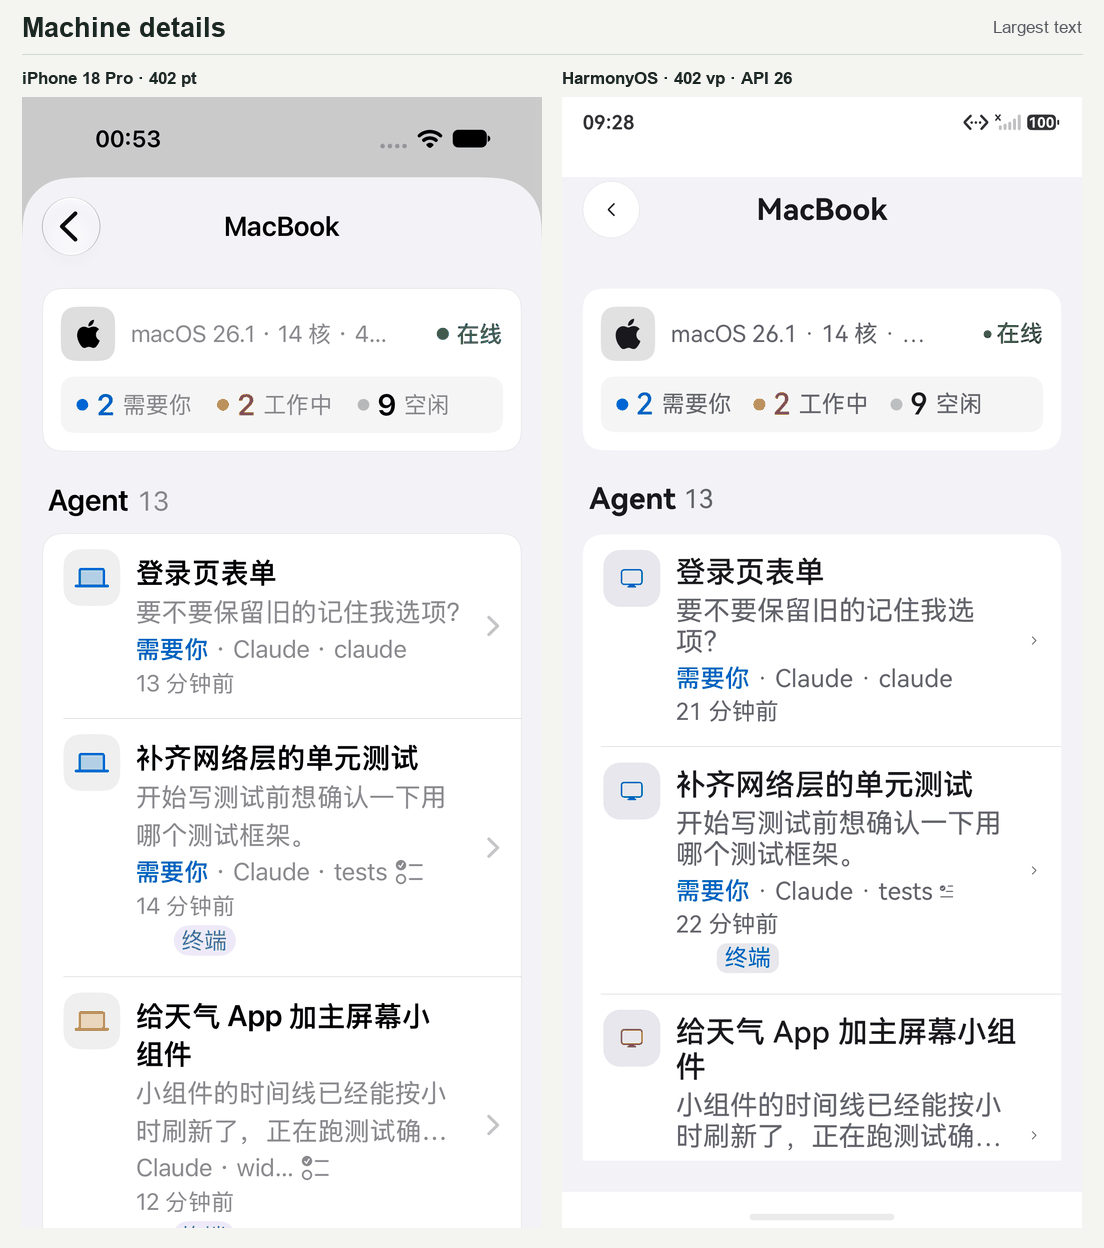 Machine details
Largest text
iPhone 18 Pro · 402 pt
00:53
MacBook
macOS 26.1 · 14 核 · 4...
在线
2 需要你 2 工作中 9 空闲
Agent 13
登录页表单
要不要保留旧的记住我选项?
需要你 · Claude · claude
13 分钟前
补齐网络层的单元测试
开始写测试前想确认一下用
哪个测试框架。
需要你 · Claude · tests
14 分钟前
终端
给天气 App 加主屏幕小
组件
小组件的时间线已经能按小
时刷新了，正在跑测试确...
Claude · wid...
12 分钟前
HarmonyOS · 402 vp · API 26
09:28
100
MacBook
macOS 26.1 · 14 核 · ...
在线
2 需要你 2 工作中 9 空闲
Agent 13
登录页表单
要不要保留旧的记住我选
项?
需要你 · Claude · claude
21 分钟前
补齐网络层的单元测试
开始写测试前想确认一下用
哪个测试框架。
需要你 · Claude · tests
22 分钟前
终端
给天气 App 加主屏幕小组
件
小组件的时间线已经能按小
时刷新了，正在跑测试确...